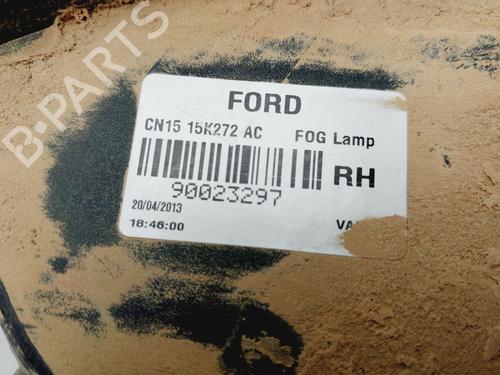 B-PARTS
FORD
CN15 15K272 AC FOG Lamp
RH
90023297
20/04/2013
18:46:00